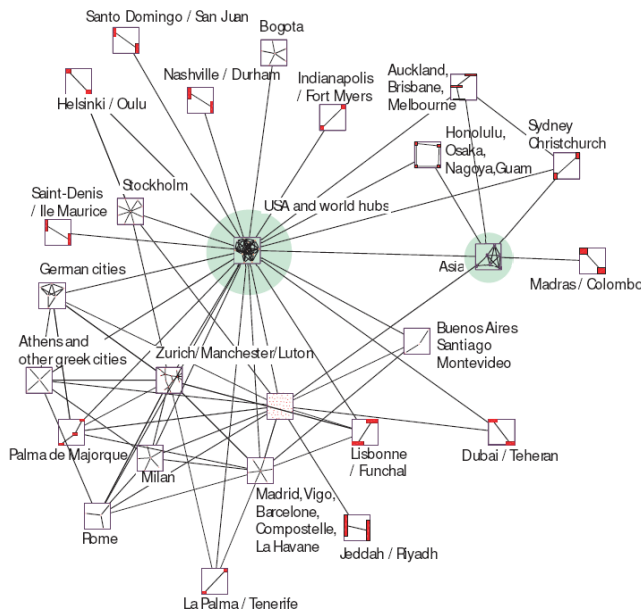 Santo Domingo / San Juan
Bogota
Nashville / Durham
Indianapolis
/ Fort Myers
Auckland,
Brisbane,
Melbourne
Helsinki / Oulu
Honolulu,
Osaka,
Nagoya,Guam
Sydney
Christchurch
Saint-Denis
/ Ile Maurice
Stockholm
USA and world hubs
Asia
Madras / Colombo
German cities
Athens and
other greek cities
Zurich/ Manchester/Luton
Buenos Aires
Santiago
Montevideo
Palma de Majorque
Milan
Lisbonne
/ Funchal
Dubai / Teheran
Rome
Madrid, Vigo,
Barcelone,
Compostelle,
La Havane
Jeddah / Riyadh
La Palma / Tenerife